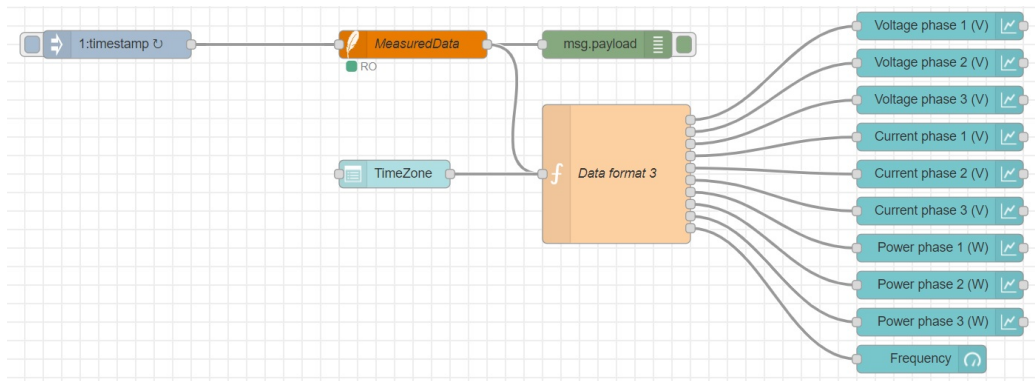 1:timestamp ↻
MeasuredData
RO
msg.payload
TimeZone
Data format 3
Voltage phase 1 (V)
Voltage phase 2 (V)
Voltage phase 3 (V)
Current phase 1 (V)
Current phase 2 (V)
Current phase 3 (V)
Power phase 1 (W)
Power phase 2 (W)
Power phase 3 (W)
Frequency